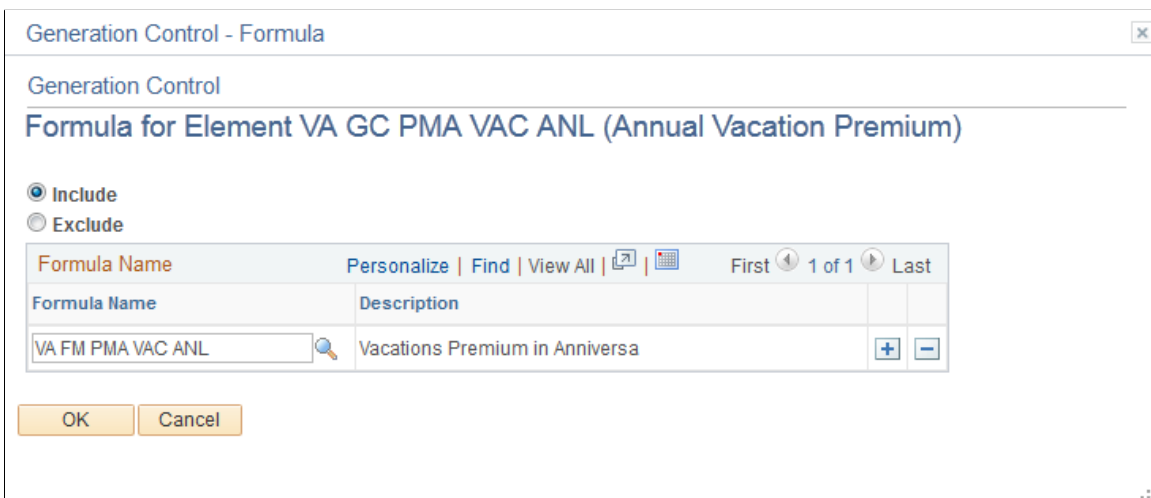 Generation Control - Formula
Generation Control
Formula for Element VA GC PMA VAC ANL (Annual Vacation Premium)
Include
Exclude
Formula Name Personalize | Find | View All | | First 1 of 1 Last
Formula Name Description
VA FM PMA VAC ANL Vacations Premium in Anniversa
OK Cancel